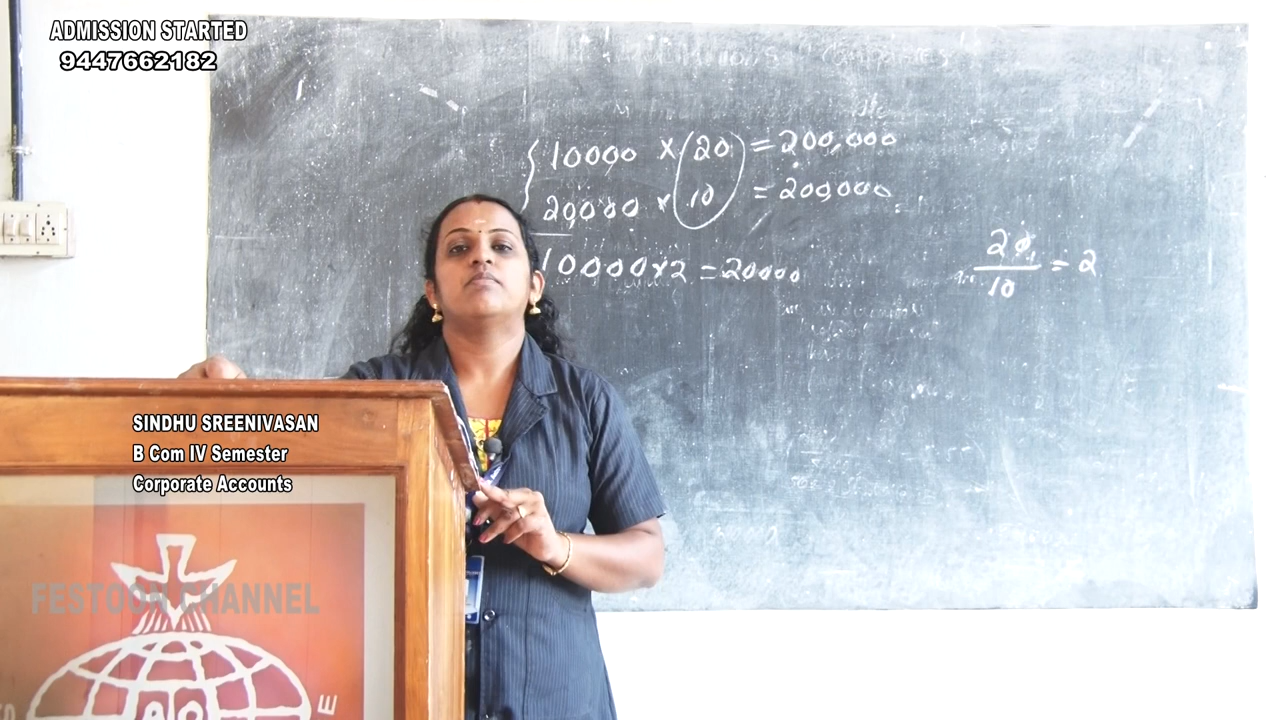 ADMISSION STARTED
9447662182
10000 × 20 = 200,000
20000 × 10 = 200000
10000×2 = 20000
20
10
= 2
SINDHU SREENIVASAN
B Com IV Semester
Corporate Accounts
FESTOON CHANNEL
E